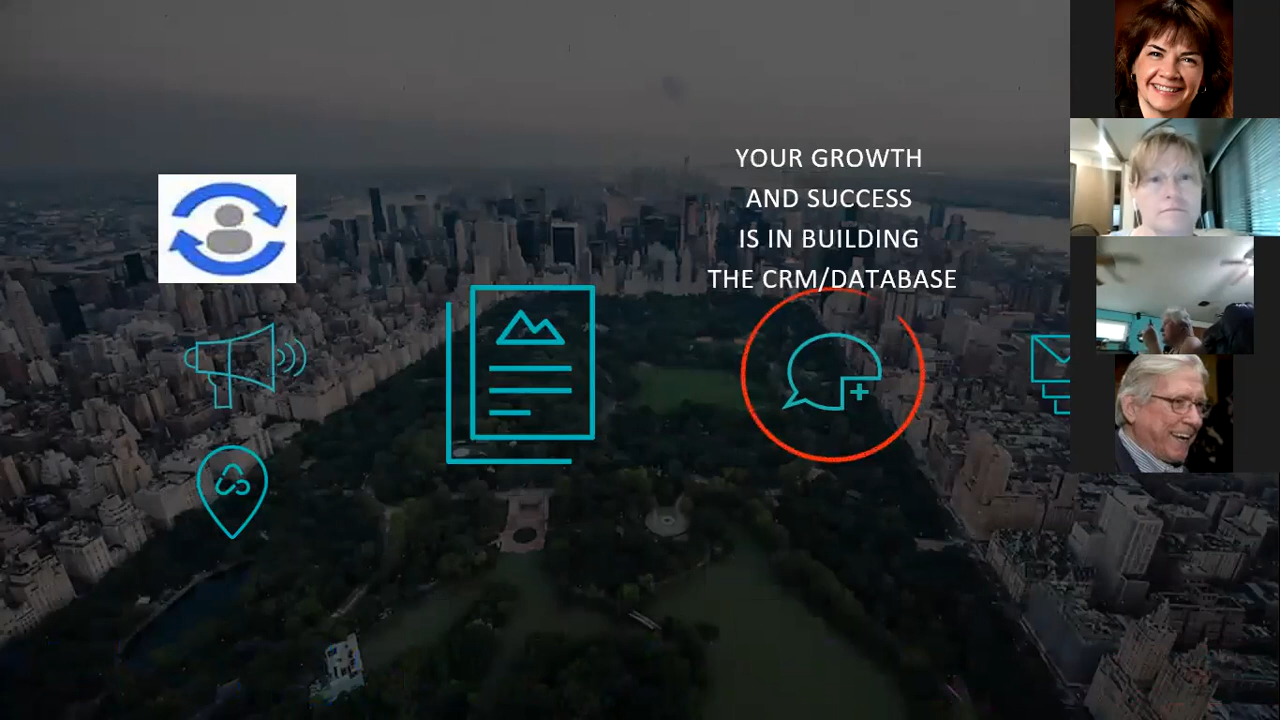 YOUR GROWTH
AND SUCCESS
IS IN BUILDING
THE CRM/DATABASE